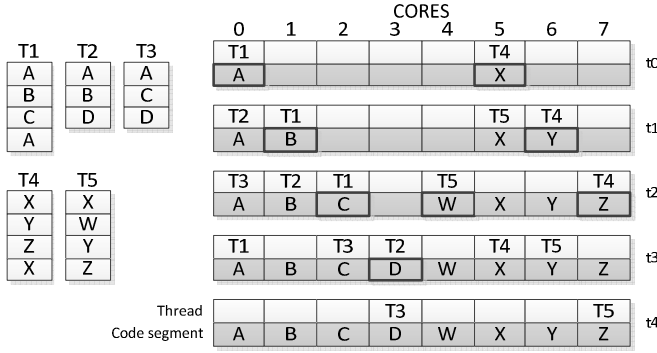 CORES
0 1 2 3 4 5 6 7
T1 T2 T3
A A A
B B C
C D D
A
T4 T5
X X
Y W
Z Y
X Z
T1 T4
A X
t0
T2 T1 T5 T4
A B X Y
t1
T3 T2 T1 T5 T4
A B C W X Y Z
t2
T1 T3 T2 T4 T5
A B C D W X Y Z
t3
Thread T3 T5
Code segment A B C D W X Y Z
t4